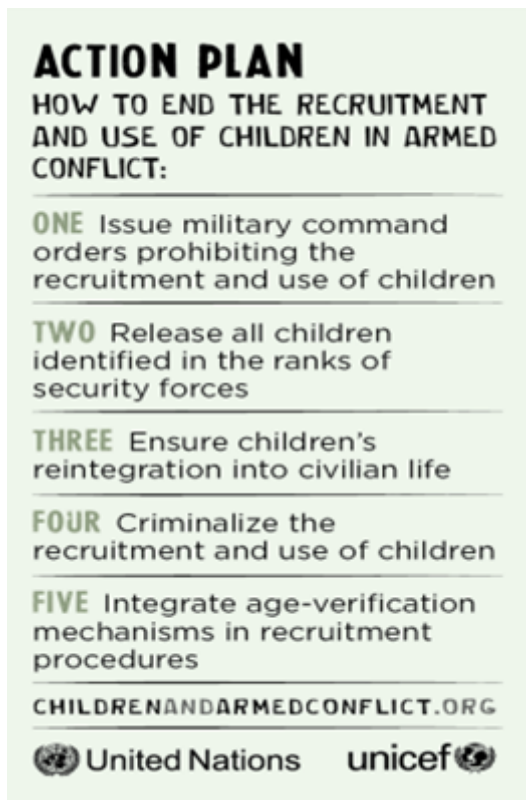 ACTION PLAN
HOW TO END THE RECRUITMENT
AND USE OF CHILDREN IN ARMED
CONFLICT:
ONE Issue military command
orders prohibiting the
recruitment and use of children
TWO Release all children
identified in the ranks of
security forces
THREE Ensure children's
reintegration into civilian life
FOUR Criminalize the
recruitment and use of children
FIVE Integrate age-verification
mechanisms in recruitment
procedures
CHILDRENANDARMEDCONFLICT.ORG
United Nations unicef